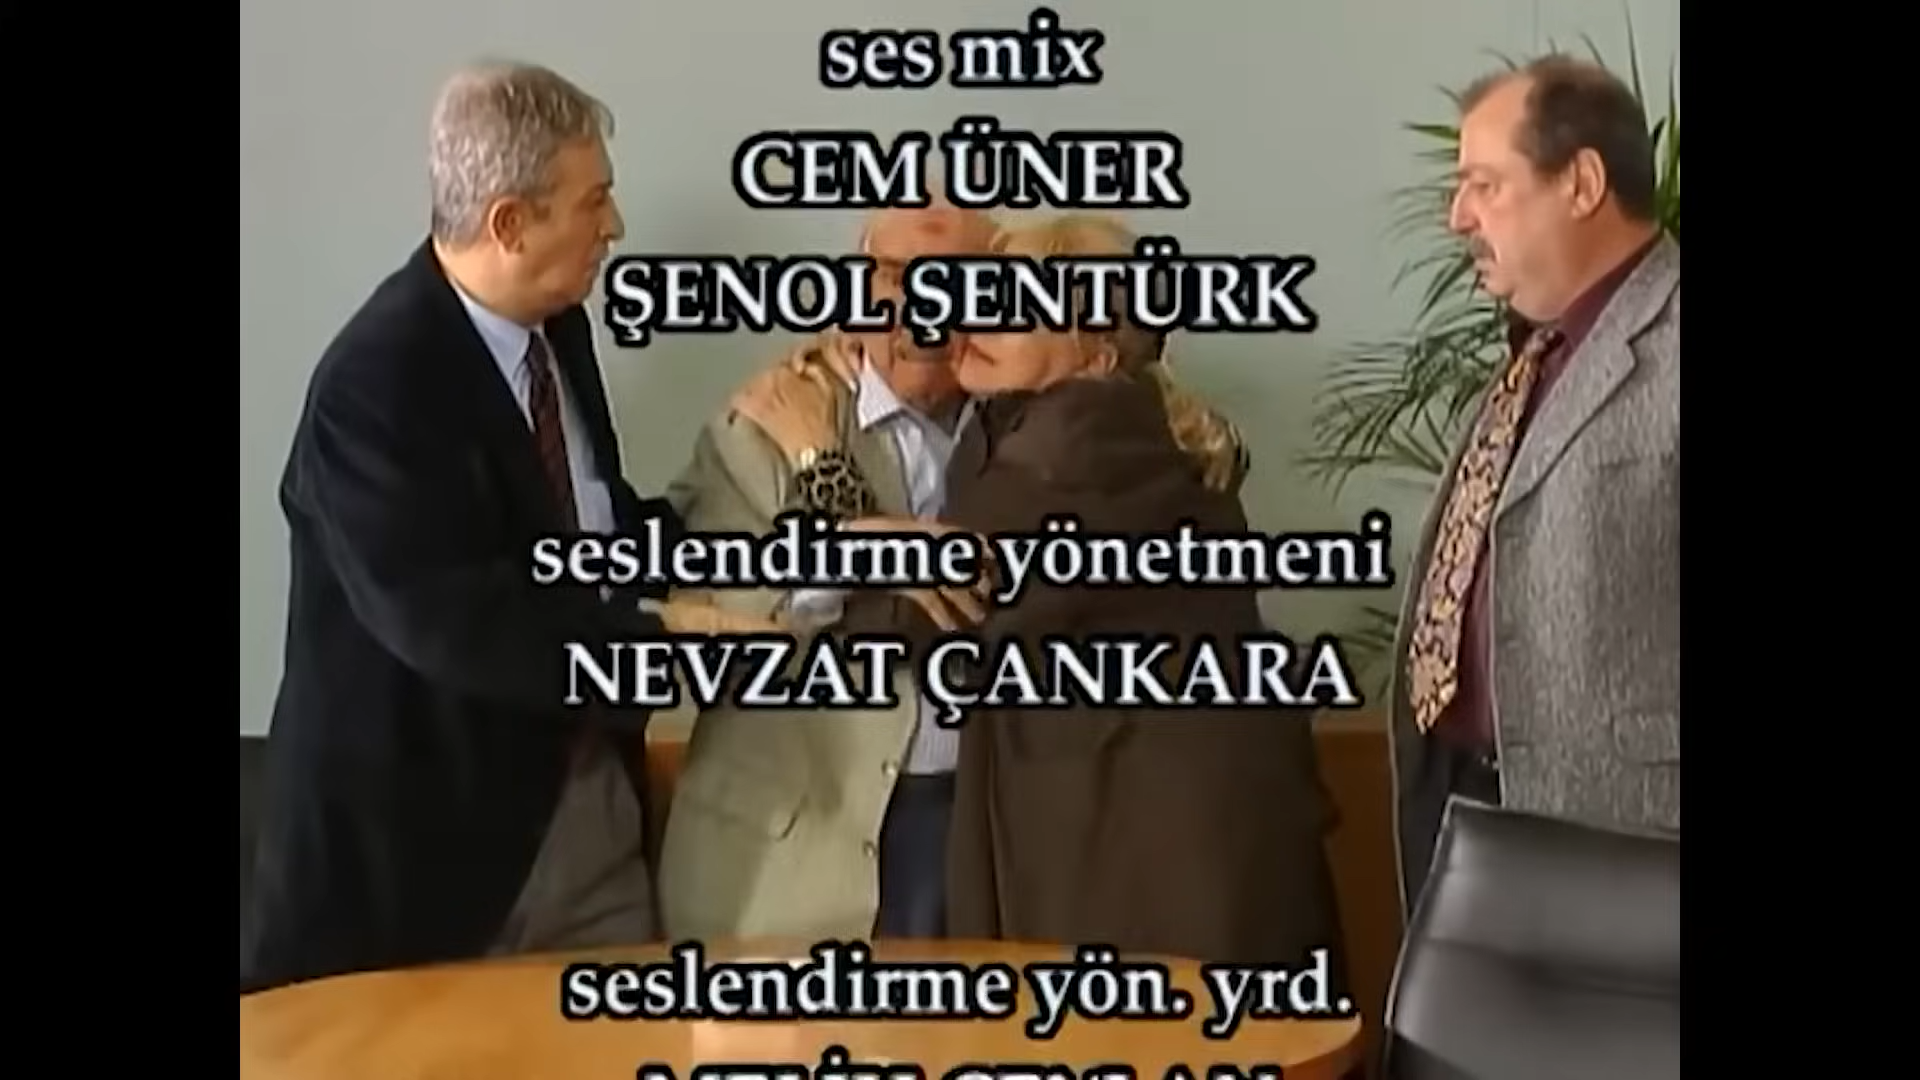 ses mix
CEM ÜNER
ŞENOL ŞENTÜRK
seslendirme yönetmeni
NEVZAT ÇANKARA
seslendirme yön. yrd.